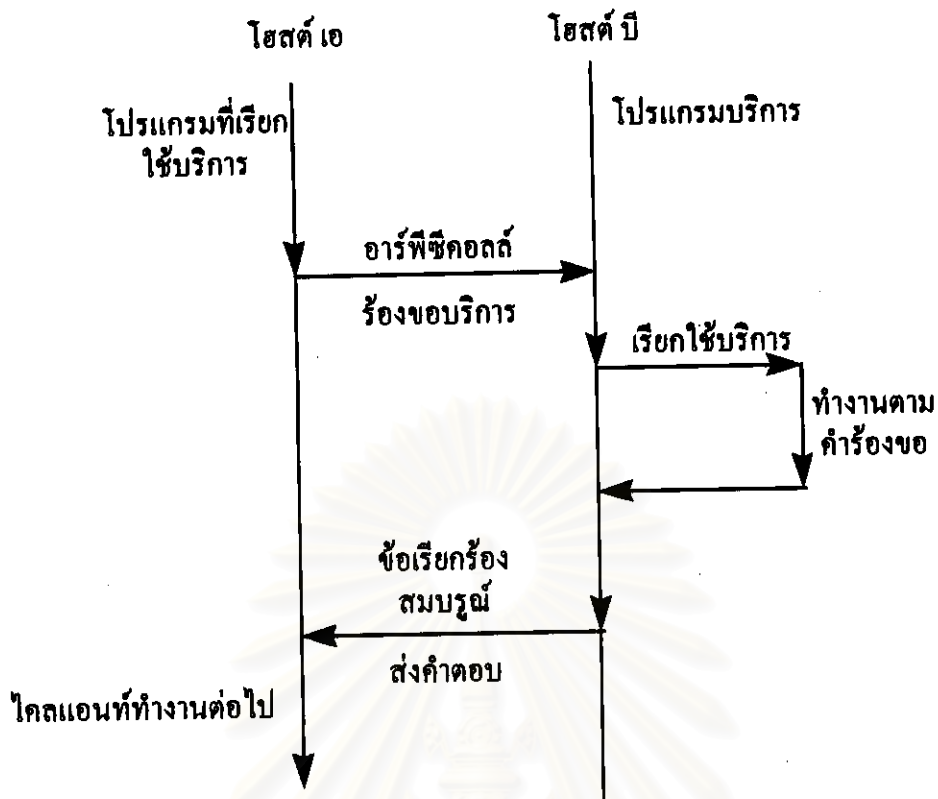 โฮสต์ เอ
โฮสต์ บี
โปรแกรมที่เรียก
ใช้บริการ
โปรแกรมบริการ
อาร์พีซีคอลล์
ร้องขอบริการ
เรียกใช้บริการ
ทำงานตาม
คำร้องขอ
ข้อเรียกร้อง
สมบรูณ์
ส่งคำตอบ
ไคลแอนท์ทำงานต่อไป